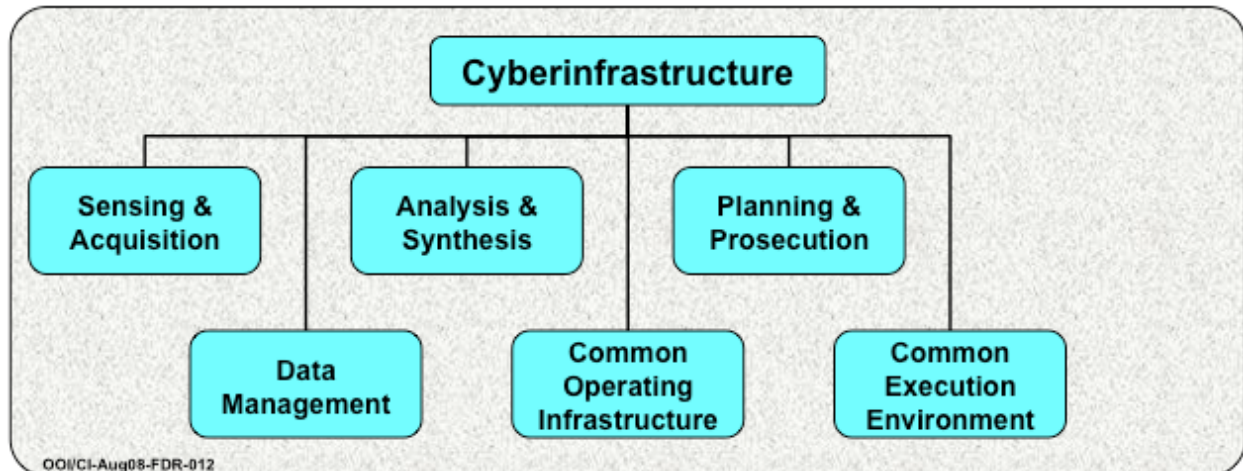 Cyberinfrastructure
Sensing &
Acquisition
Analysis &
Synthesis
Planning &
Prosecution
Data
Management
Common
Operating
Infrastructure
Common
Execution
Environment
OOI/CI-Aug08-FDR-012